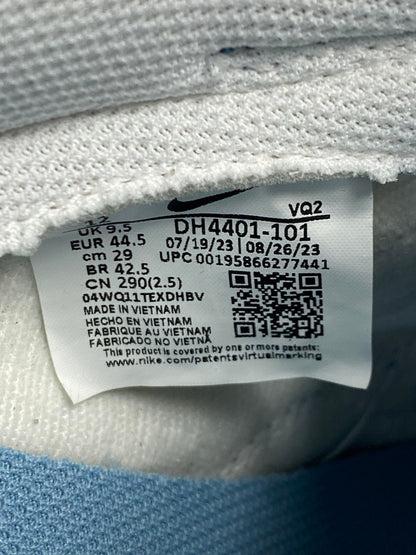 VQ2
UK 9.5 DH4401-101
EUR 44.5 07/19/23 | 08/26/23
cm 29 UPC 00195866277441
BR 42.5
CN 290(2.5)
04WQ11TEXDHBV
MADE IN VIETNAM
HECHO EN VIETNAM
FABRIQUE AU VIETNAM
FABRICADO NO VIETNÃ
This product is covered by one or more patents:
www.nike.com/patentsvirtualmarking